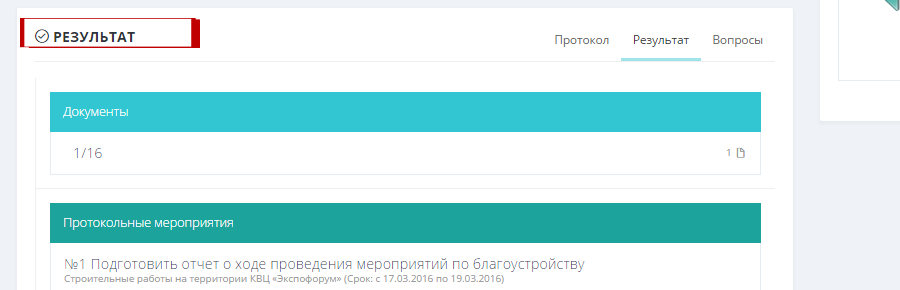 РЕЗУЛЬТАТ
Протокол Результат Вопросы
Документы
1/16 1
Протокольные мероприятия
№1 Подготовить отчет о ходе проведения мероприятий по благоустройству
Строительные работы на территории КВЦ «Экспофорум» (Срок: с 17.03.2016 по 19.03.2016)